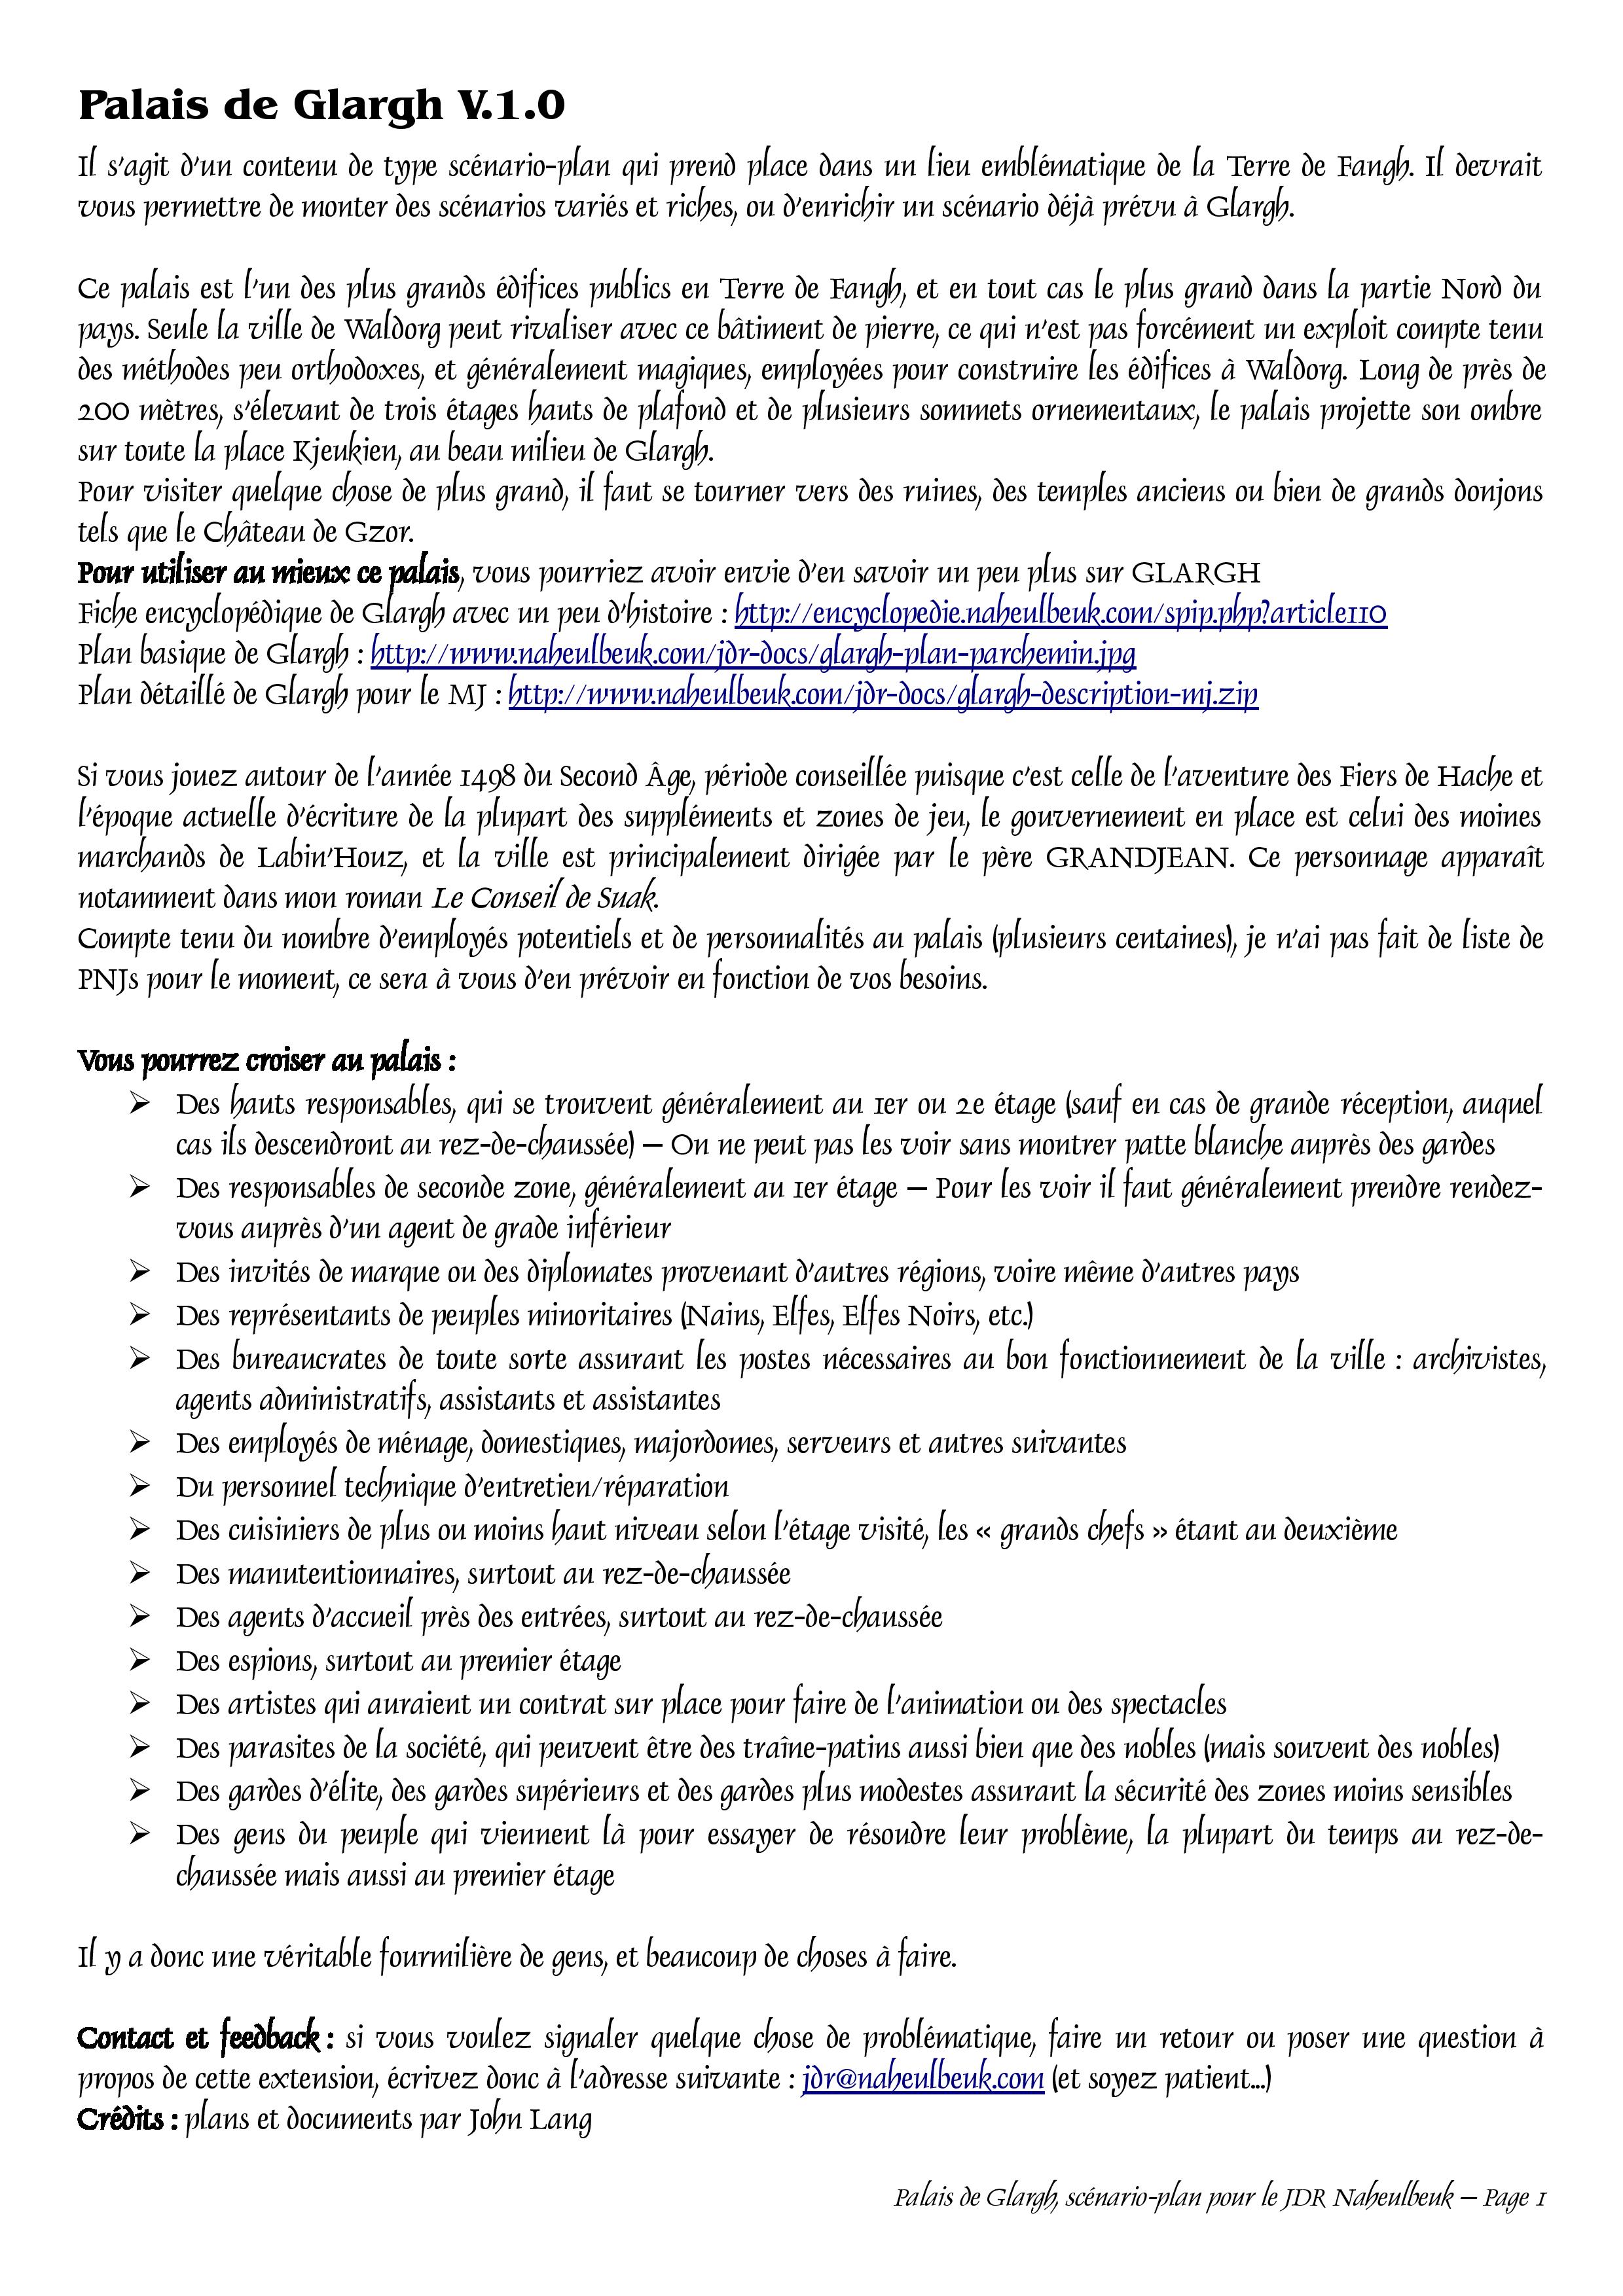 Palais de Glargh V.1.0
Il s'agit d'un contenu de type scénario-plan qui prend place dans un lieu emblématique de la Terre de Fangh. Il devrait
vous permettre de monter des scénarios variés et riches, ou d'enrichir un scénario déjà prévu à Glargh.
Ce palais est l'un des plus grands édifices publics en Terre de Fangh, et en tout cas le plus grand dans la partie Nord du
pays. Seule la ville de Waldorg peut rivaliser avec ce bâtiment de pierre, ce qui n'est pas forcément un exploit compte tenu
des méthodes peu orthodoxes, et généralement magiques, employées pour construire les édifices à Waldorg. Long de près de
200 mètres, s'élevant de trois étages hauts de plafond et de plusieurs sommets ornementaux, le palais projette son ombre
sur toute la place Kjeukien, au beau milieu de Glargh.
Pour visiter quelque chose de plus grand, il faut se tourner vers des ruines, des temples anciens ou bien de grands donjons
tels que le Château de Gzor.
Pour utiliser au mieux ce palais, vous pourriez avoir envie d'en savoir un peu plus sur GLARGH
Fiche encyclopédique de Glargh avec un peu d'histoire : http://encyclopedie.naheulbeuk.com/spip.php?article110
Plan basique de Glargh : http://www.naheulbeuk.com/jdr-docs/glargh-plan-parchemin.jpg
Plan détaillé de Glargh pour le MJ : http://www.naheulbeuk.com/jdr-docs/glargh-description-mj.zip
Si vous jouez autour de l'année 1498 du Second Âge, période conseillée puisque c'est celle de l'aventure des Fiers de Hache et
l'époque actuelle d'écriture de la plupart des suppléments et zones de jeu, le gouvernement en place est celui des moines
marchands de Labin'Houz, et la ville est principalement dirigée par le père GRANDJEAN. Ce personnage apparaît
notamment dans mon roman Le Conseil de Suak.
Compte tenu du nombre d'employés potentiels et de personnalités au palais (plusieurs centaines), je n'ai pas fait de liste de
PNJs pour le moment, ce sera à vous d'en prévoir en fonction de vos besoins.
Vous pourrez croiser au palais :
➢ Des hauts responsables, qui se trouvent généralement au 1er ou 2e étage (sauf en cas de grande réception, auquel
cas ils descendront au rez-de-chaussée) – On ne peut pas les voir sans montrer patte blanche auprès des gardes
➢ Des responsables de seconde zone, généralement au 1er étage – Pour les voir il faut généralement prendre rendez-
vous auprès d'un agent de grade inférieur
➢ Des invités de marque ou des diplomates provenant d'autres régions, voire même d'autres pays
➢ Des représentants de peuples minoritaires (Nains, Elfes, Elfes Noirs, etc.)
➢ Des bureaucrates de toute sorte assurant les postes nécessaires au bon fonctionnement de la ville : archivistes,
agents administratifs, assistants et assistantes
➢ Des employés de ménage, domestiques, majordomes, serveurs et autres suivantes
➢ Du personnel technique d'entretien/réparation
➢ Des cuisiniers de plus ou moins haut niveau selon l'étage visité, les « grands chefs » étant au deuxième
➢ Des manutentionnaires, surtout au rez-de-chaussée
➢ Des agents d'accueil près des entrées, surtout au rez-de-chaussée
➢ Des espions, surtout au premier étage
➢ Des artistes qui auraient un contrat sur place pour faire de l'animation ou des spectacles
➢ Des parasites de la société, qui peuvent être des traîne-patins aussi bien que des nobles (mais souvent des nobles)
➢ Des gardes d'élite, des gardes supérieurs et des gardes plus modestes assurant la sécurité des zones moins sensibles
➢ Des gens du peuple qui viennent là pour essayer de résoudre leur problème, la plupart du temps au rez-de-
chaussée mais aussi au premier étage
Il y a donc une véritable fourmilière de gens, et beaucoup de choses à faire.
Contact et feedback : si vous voulez signaler quelque chose de problématique, faire un retour ou poser une question à
propos de cette extension, écrivez donc à l'adresse suivante : jdr@naheulbeuk.com (et soyez patient...)
Crédits : plans et documents par John Lang
Palais de Glargh, scénario-plan pour le JDR Naheulbeuk – Page 1